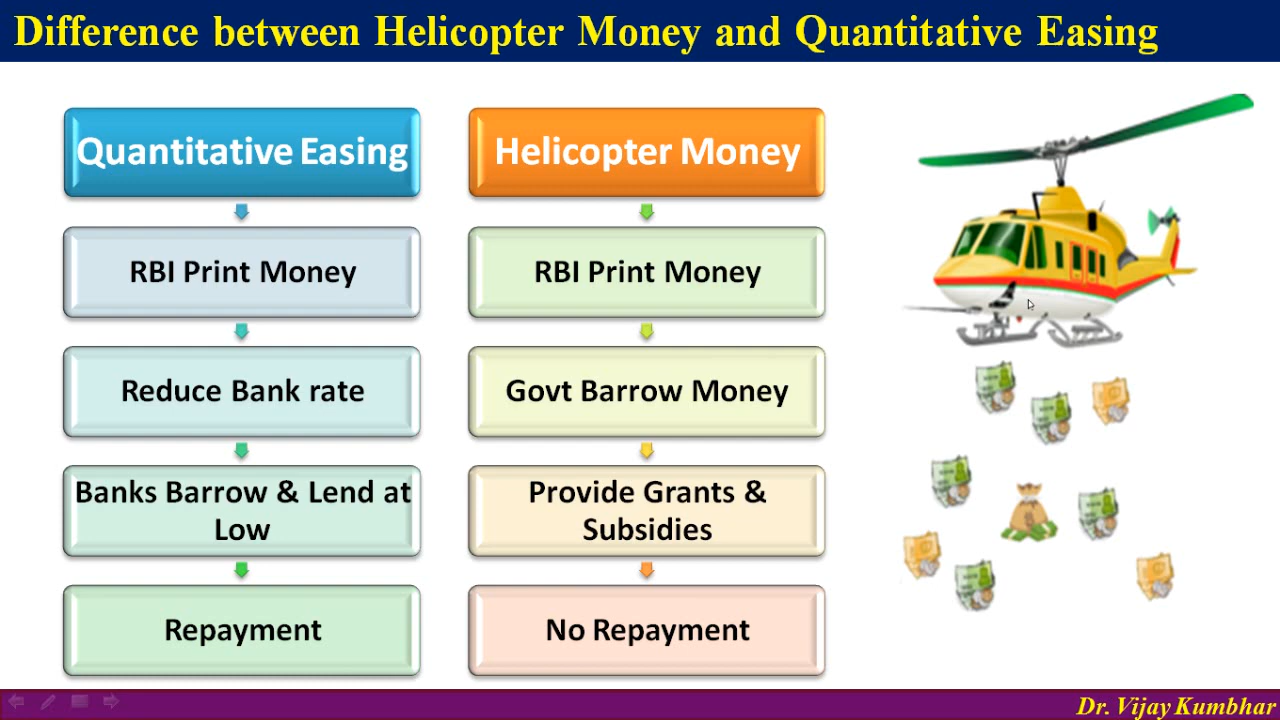 Difference between Helicopter Money and Quantitative Easing
Quantitative Easing
RBI Print Money
Reduce Bank rate
Banks Barrow & Lend at
Low
Repayment
Helicopter Money
RBI Print Money
Govt Barrow Money
Provide Grants &
Subsidies
No Repayment
Dr. Vijay Kumbhar